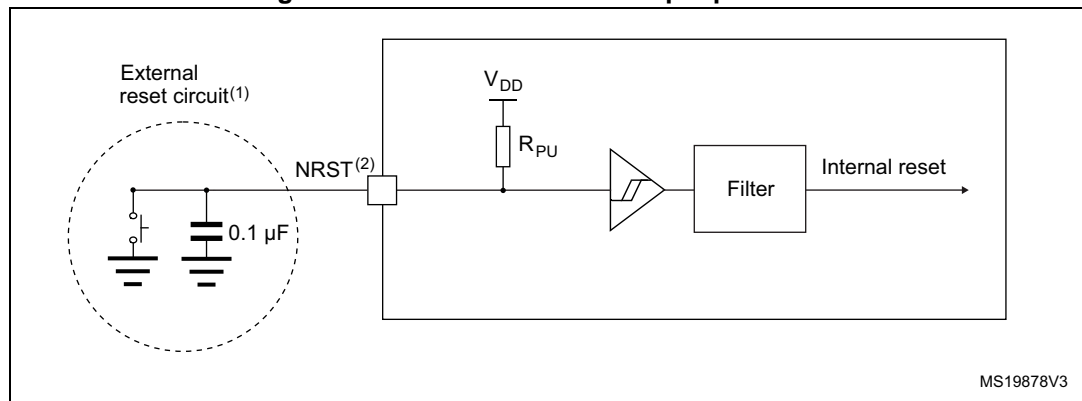 External
reset circuit(1)
VDD
RPU
NRST(2)
0.1 µF
Filter
Internal reset
MS19878V3